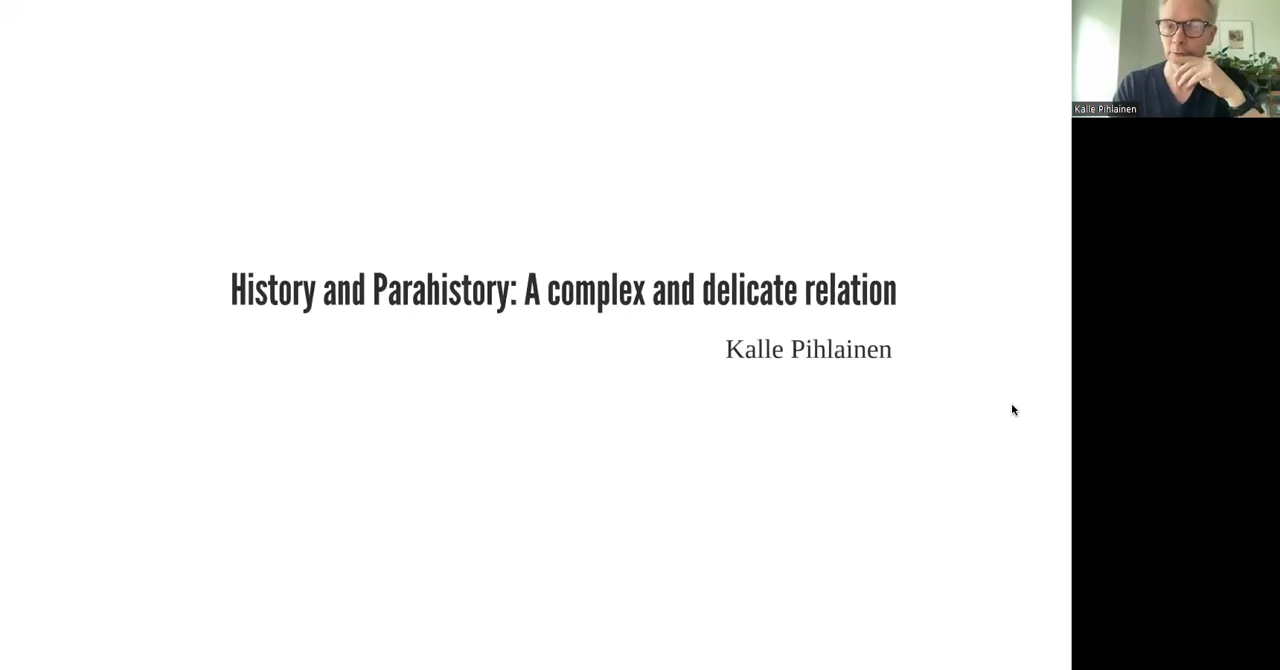 History and Parahistory: A complex and delicate relation
Kalle Pihlainen
Kalle Pihlainen